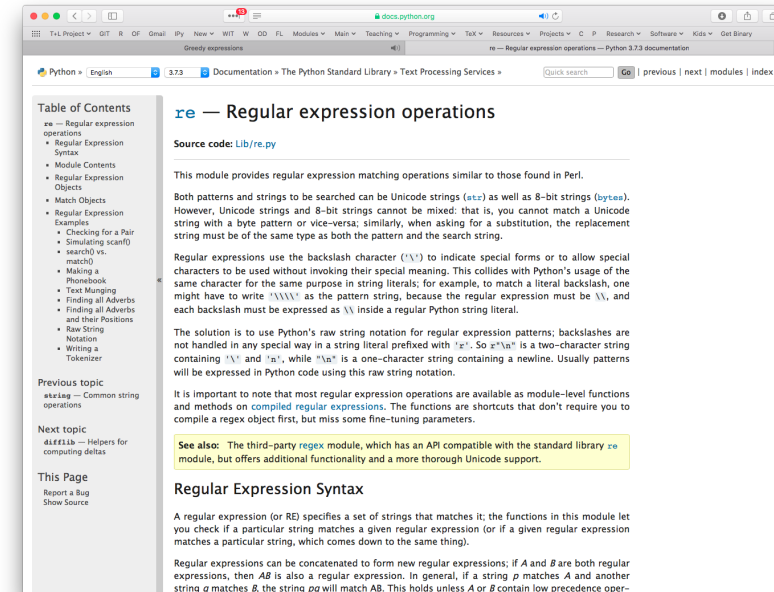 13
docs.python.org
T+L Project GIT R OF Gmail IPy New WIT W OD FL Modules Main Teaching Programming TeX Resources Projects C P Research Software Kids Get Binary
Greedy expressions
re — Regular expression operations — Python 3.7.3 documentation
Python » English 3.7.3 Documentation » The Python Standard Library » Text Processing Services » Quick search Go | previous | next | modules | index
Table of Contents
re — Regular expression
operations
Regular Expression
Syntax
Module Contents
Regular Expression
Objects
Match Objects
Regular Expression
Examples
Checking for a Pair
Simulating scanf()
search() vs.
match()
Making a
Phonebook
Text Munging
Finding all Adverbs
Finding all Adverbs
and their Positions
Raw String
Notation
Writing a
Tokenizer
Previous topic
string — Common string
operations
Next topic
difflib — Helpers for
computing deltas
This Page
Report a Bug
Show Source
«
re — Regular expression operations
Source code: Lib/re.py
This module provides regular expression matching operations similar to those found in Perl.
Both patterns and strings to be searched can be Unicode strings (str) as well as 8-bit strings (bytes).
However, Unicode strings and 8-bit strings cannot be mixed: that is, you cannot match a Unicode
string with a byte pattern or vice-versa; similarly, when asking for a substitution, the replacement
string must be of the same type as both the pattern and the search string.
Regular expressions use the backslash character ('\') to indicate special forms or to allow special
characters to be used without invoking their special meaning. This collides with Python's usage of the
same character for the same purpose in string literals; for example, to match a literal backslash, one
might have to write '\\\\' as the pattern string, because the regular expression must be \\, and
each backslash must be expressed as \\ inside a regular Python string literal.
The solution is to use Python's raw string notation for regular expression patterns; backslashes are
not handled in any special way in a string literal prefixed with 'r'. So r"\n" is a two-character string
containing '\' and 'n', while "\n" is a one-character string containing a newline. Usually patterns
will be expressed in Python code using this raw string notation.
It is important to note that most regular expression operations are available as module-level functions
and methods on compiled regular expressions. The functions are shortcuts that don't require you to
compile a regex object first, but miss some fine-tuning parameters.
See also: The third-party regex module, which has an API compatible with the standard library re
module, but offers additional functionality and a more thorough Unicode support.
Regular Expression Syntax
A regular expression (or RE) specifies a set of strings that matches it; the functions in this module let
you check if a particular string matches a given regular expression (or if a given regular expression
matches a particular string, which comes down to the same thing).
Regular expressions can be concatenated to form new regular expressions; if A and B are both regular
expressions, then AB is also a regular expression. In general, if a string p matches A and another
string q matches B, the string pq will match AB. This holds unless A or B contain low precedence oper-